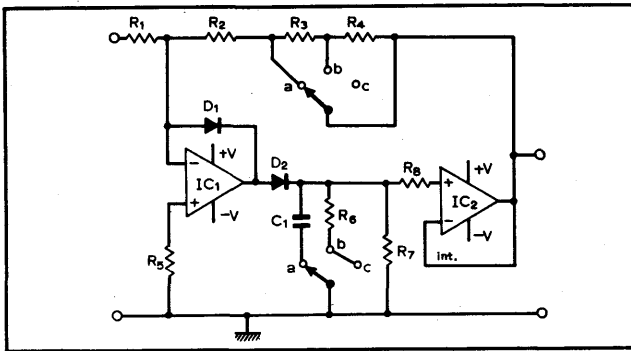 R1 R2 R3 R4
b
a c
D1
+V D2 +V
− R8 +
IC1 IC2
+ C1 R6 −
−V b −V
a c R7 int.
R5